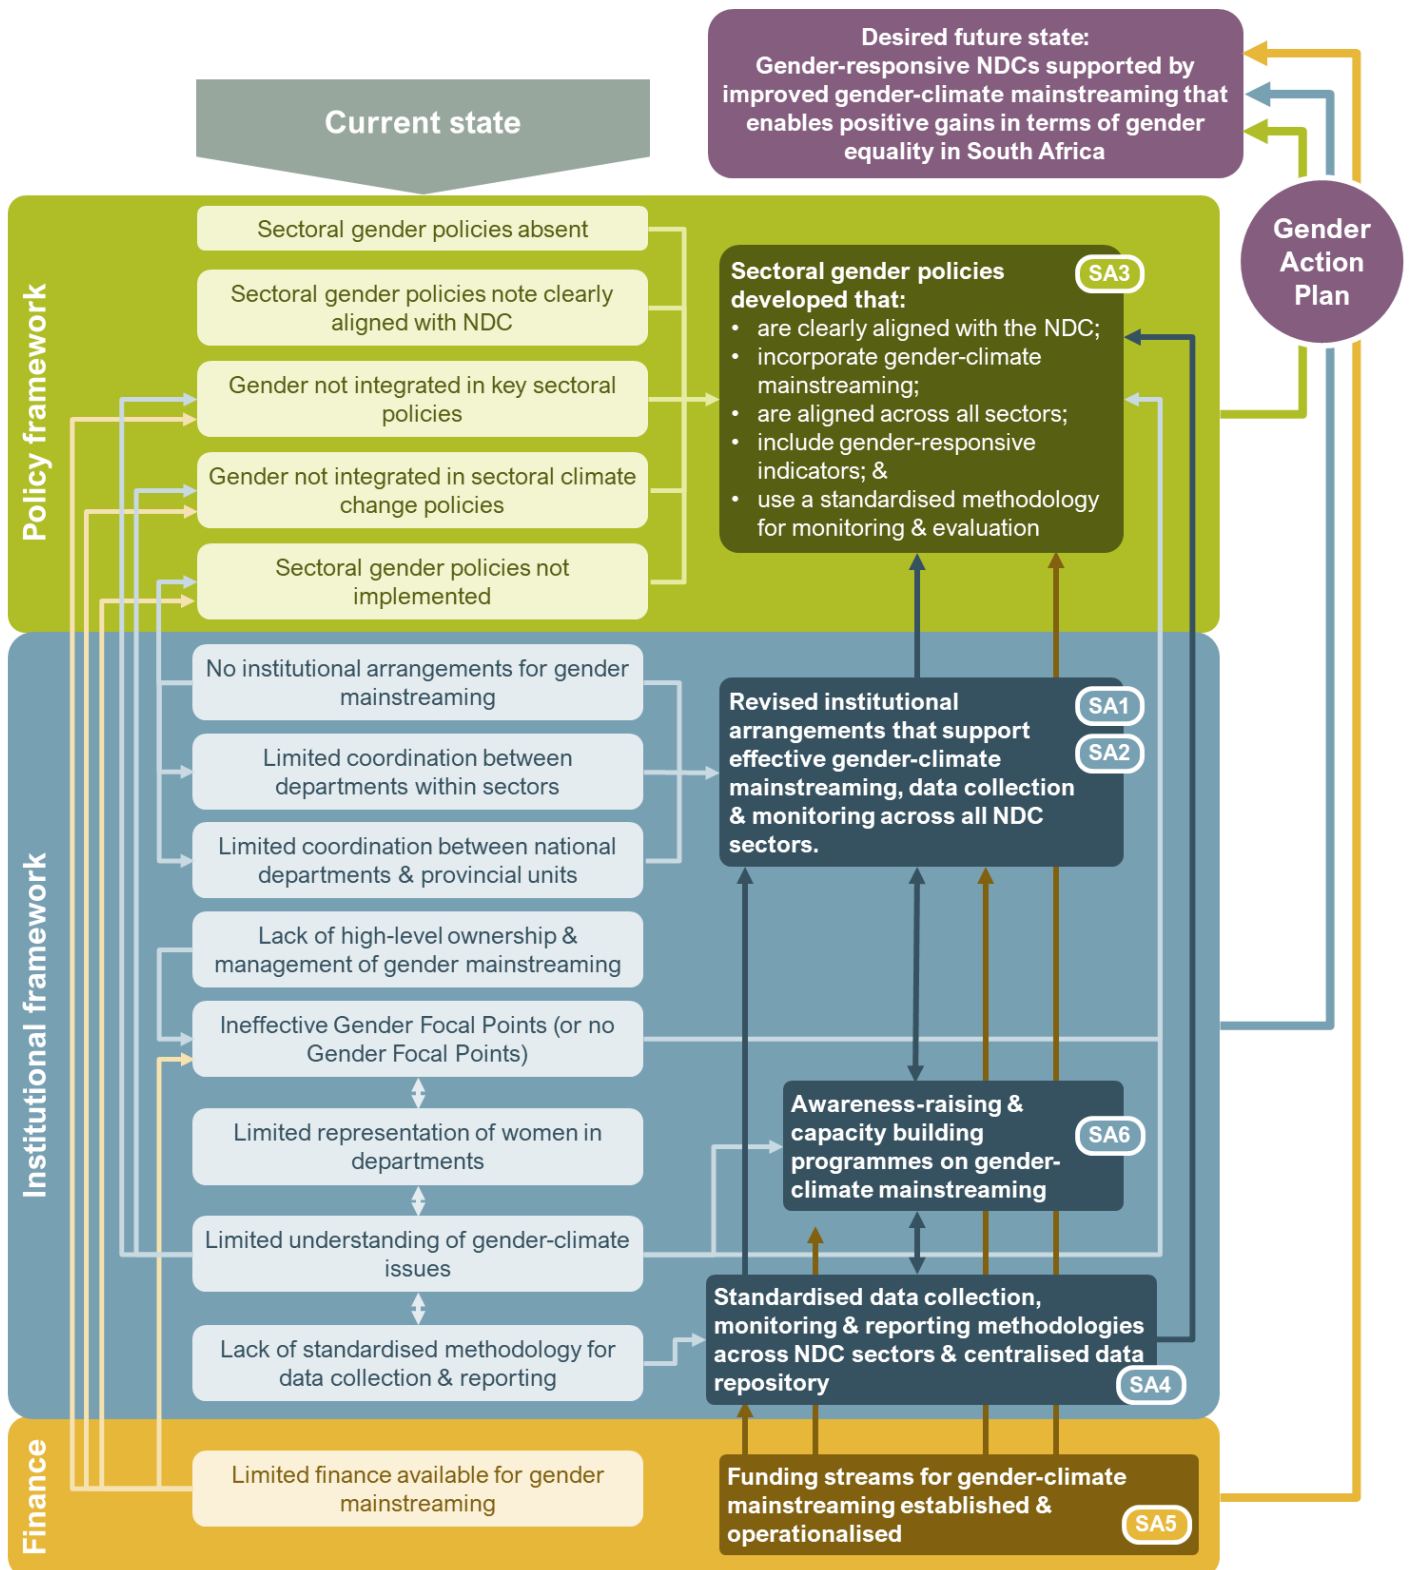 Desired future state:
Gender-responsive NDCs supported by
improved gender-climate mainstreaming that
enables positive gains in terms of gender
equality in South Africa
Current state
Gender
Action
Plan
Policy framework
Sectoral gender policies absent
Sectoral gender policies note clearly
aligned with NDC
Gender not integrated in key sectoral
policies
Gender not integrated in sectoral climate
change policies
Sectoral gender policies not
implemented
Sectoral gender policies
developed that:
• are clearly aligned with the NDC;
• incorporate gender-climate
mainstreaming;
• are aligned across all sectors;
• include gender-responsive
indicators; &
• use a standardised methodology
for monitoring & evaluation
SA3
Institutional framework
No institutional arrangements for gender
mainstreaming
Limited coordination between
departments within sectors
Limited coordination between national
departments & provincial units
Lack of high-level ownership &
management of gender mainstreaming
Ineffective Gender Focal Points (or no
Gender Focal Points)
Limited representation of women in
departments
Limited understanding of gender-climate
issues
Lack of standardised methodology for
data collection & reporting
Revised institutional
arrangements that support
effective gender-climate
mainstreaming, data collection
& monitoring across all NDC
sectors.
SA1
SA2
Awareness-raising &
capacity building
programmes on gender-
climate mainstreaming
SA6
Standardised data collection,
monitoring & reporting methodologies
across NDC sectors & centralised data
repository
SA4
Finance
Limited finance available for gender
mainstreaming
Funding streams for gender-climate
mainstreaming established &
operationalised
SA5